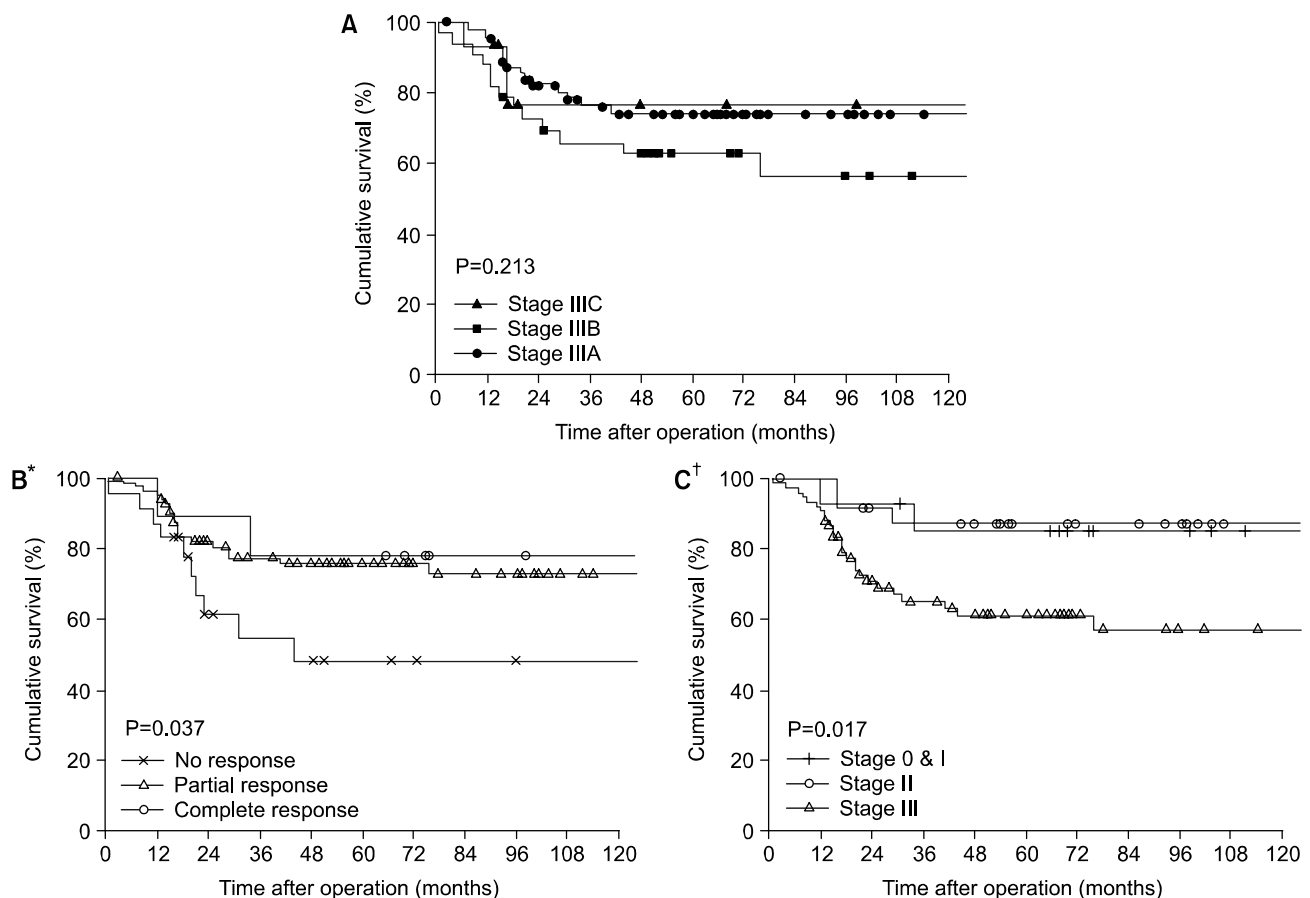 A
Cumulative survival (%)
100
80
60
40
20
0
P=0.213
Stage IIIC
Stage IIIB
Stage IIIA
0 12 24 36 48 60 72 84 96 108 120
Time after operation (months)
B*
Cumulative survival (%)
100
80
60
40
20
0
P=0.037
No response
Partial response
Complete response
0 12 24 36 48 60 72 84 96 108 120
Time after operation (months)
C†
Cumulative survival (%)
100
80
60
40
20
0
P=0.017
Stage 0 & I
Stage II
Stage III
0 12 24 36 48 60 72 84 96 108 120
Time after operation (months)